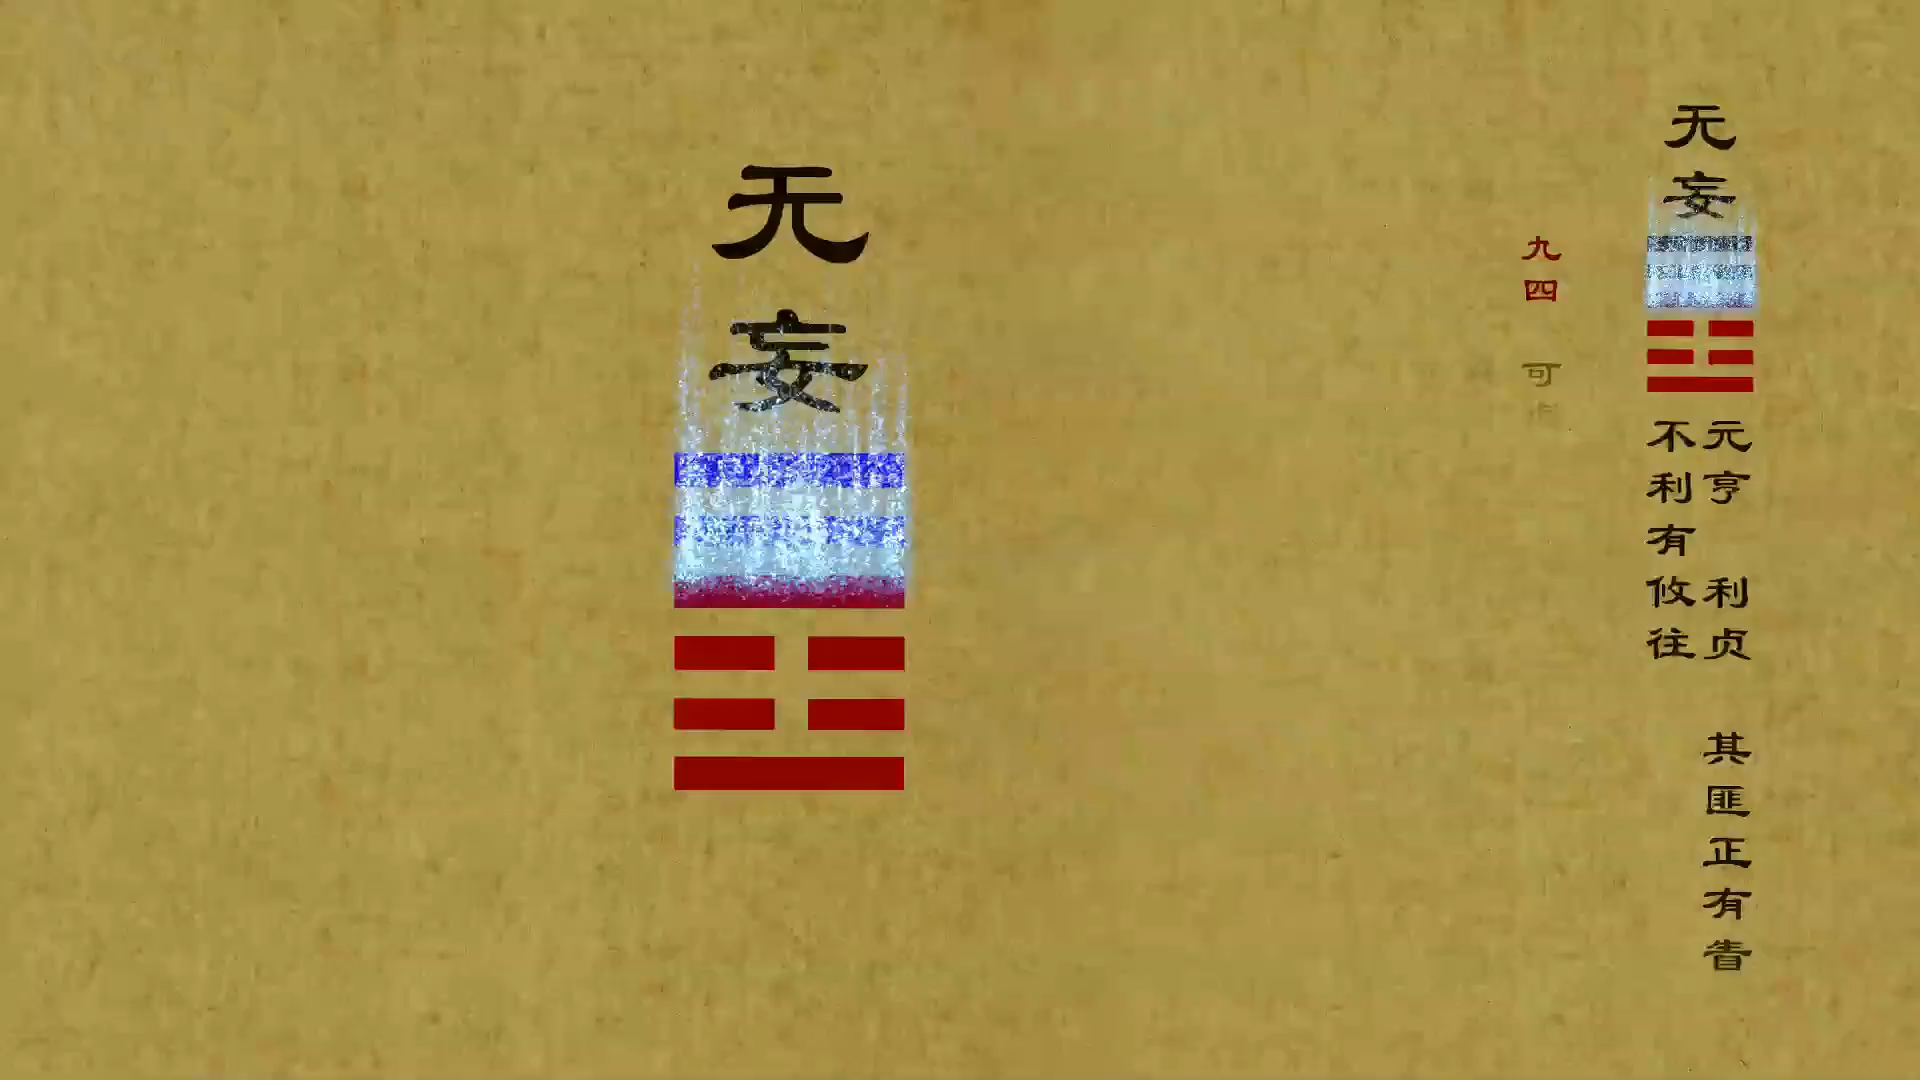 无妄
元亨 利贞 其匪正有眚
不利有攸往
九四 可
无妄